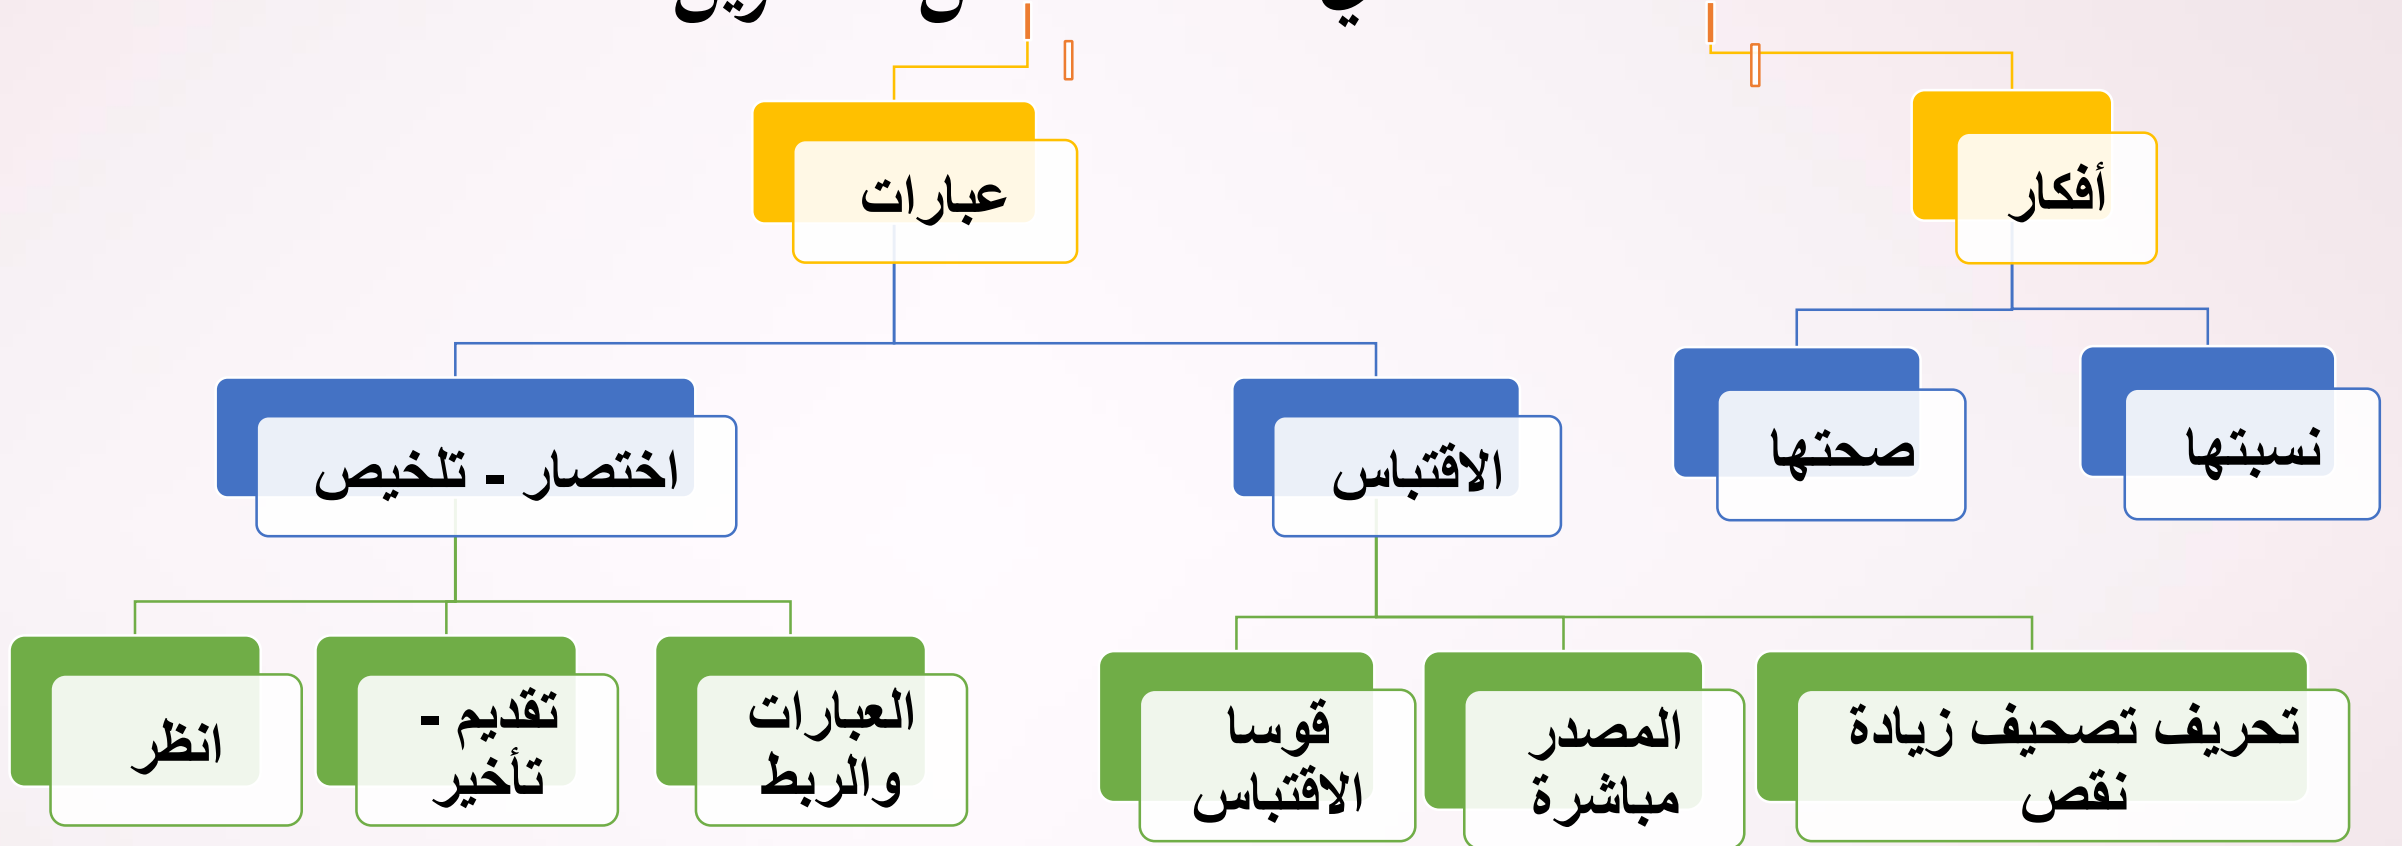 أفكار
عبارات
نسبتها
صحتها
الاقتباس
اختصار - تلخيص
تحريف تصحيف زيادة
نقص
المصدر
مباشرة
قوسا
الاقتباس
العبارات
والربط
تقديم -
تأخير
انظر